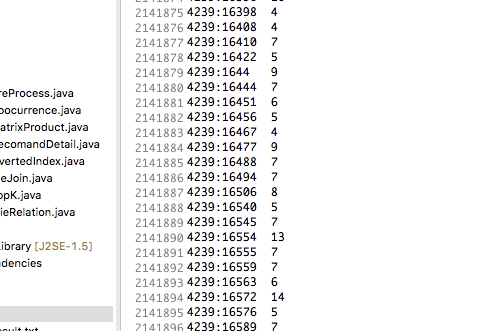 reProcess.java
oocurrence.java
atrixProduct.java
ecomandDetail.java
vertedIndex.java
eJoin.java
opK.java
ieRelation.java
Library [J2SE-1.5]
dencies
sult.txt
2141875 4239:16398 4
2141876 4239:16408 4
2141877 4239:16410 7
2141878 4239:16422 5
2141879 4239:1644 9
2141880 4239:16444 7
2141881 4239:16451 6
2141882 4239:16456 5
2141883 4239:16467 4
2141884 4239:16477 9
2141885 4239:16488 7
2141886 4239:16494 7
2141887 4239:16506 8
2141888 4239:16540 5
2141889 4239:16545 7
2141890 4239:16554 13
2141891 4239:16555 7
2141892 4239:16559 7
2141893 4239:16563 6
2141894 4239:16572 14
2141895 4239:16576 5
2141896 4239:16589 7